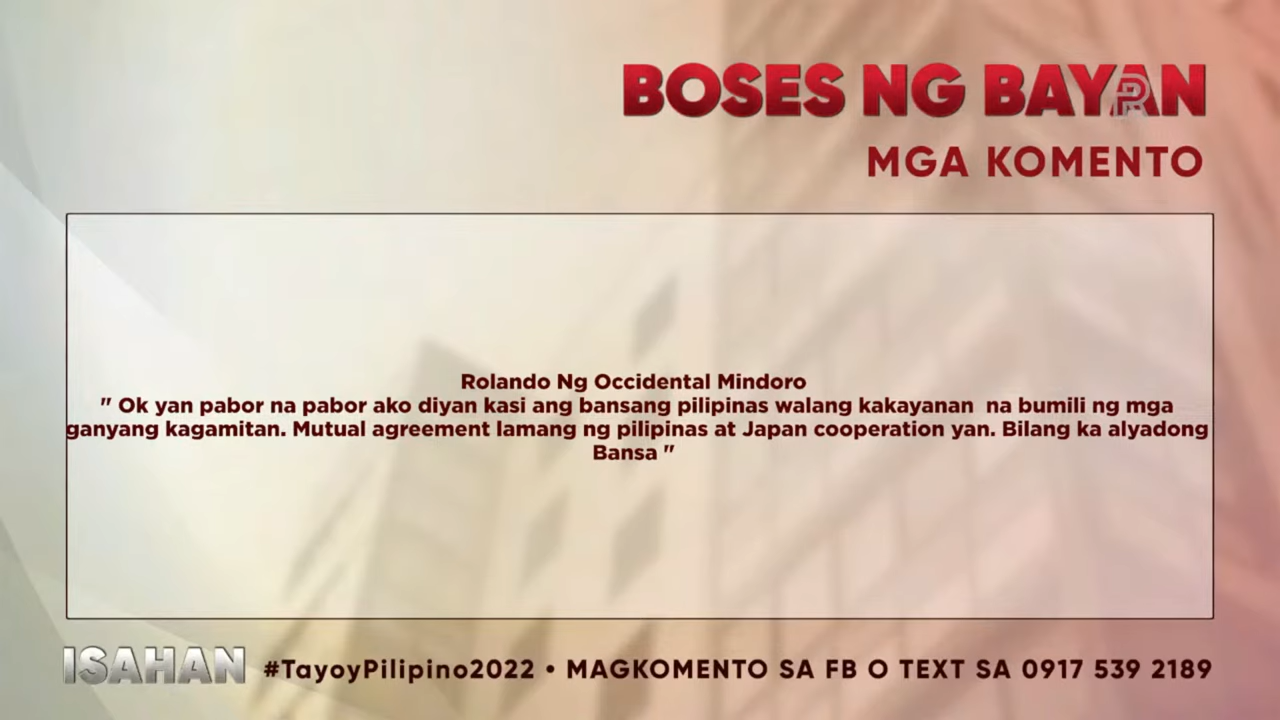 BOSES NG BAYAN
MGA KOMENTO
Rolando Ng Occidental Mindoro
" Ok yan pabor na pabor ako diyan kasi ang bansang pilipinas walang kakayanan  na bumili ng mga
ganyang kagamitan. Mutual agreement lamang ng pilipinas at Japan cooperation yan. Bilang ka alyadong
Bansa "
ISAHAN #TayoyPilipino2022 • MAGKOMENTO SA FB O TEXT SA 0917 539 2189